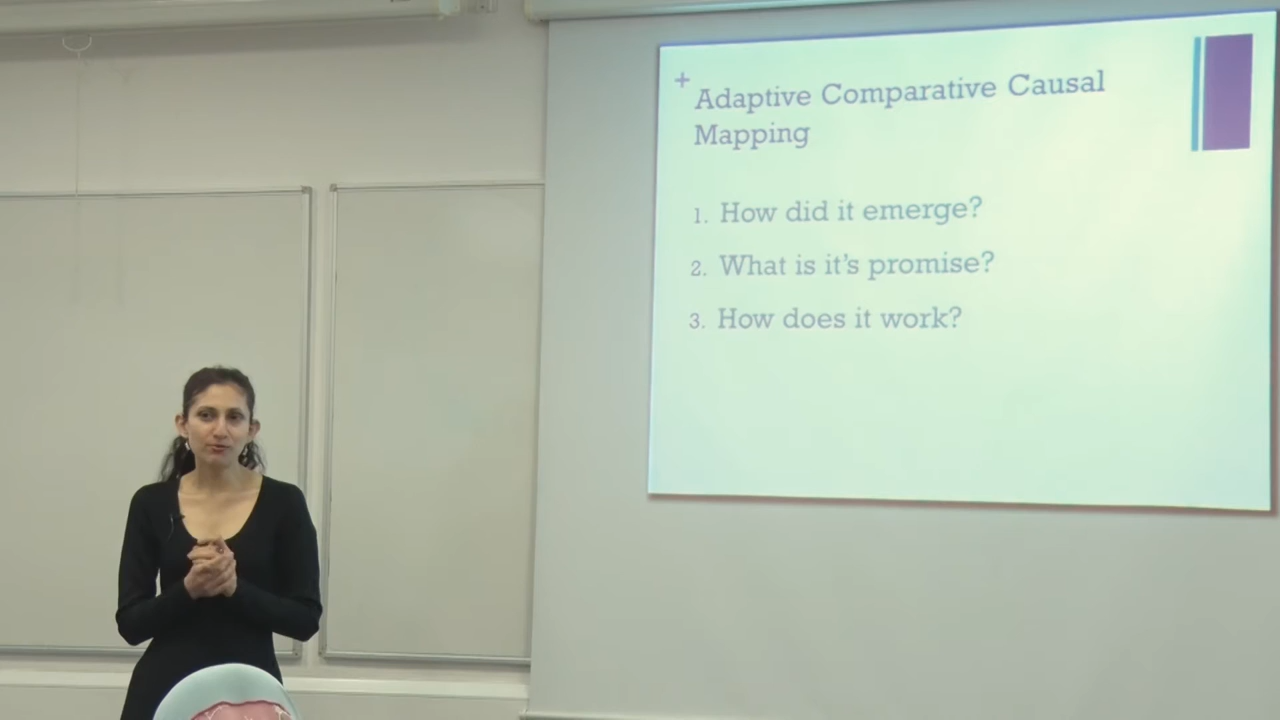 +
Adaptive Comparative Causal
Mapping
1. How did it emerge?
2. What is it's promise?
3. How does it work?